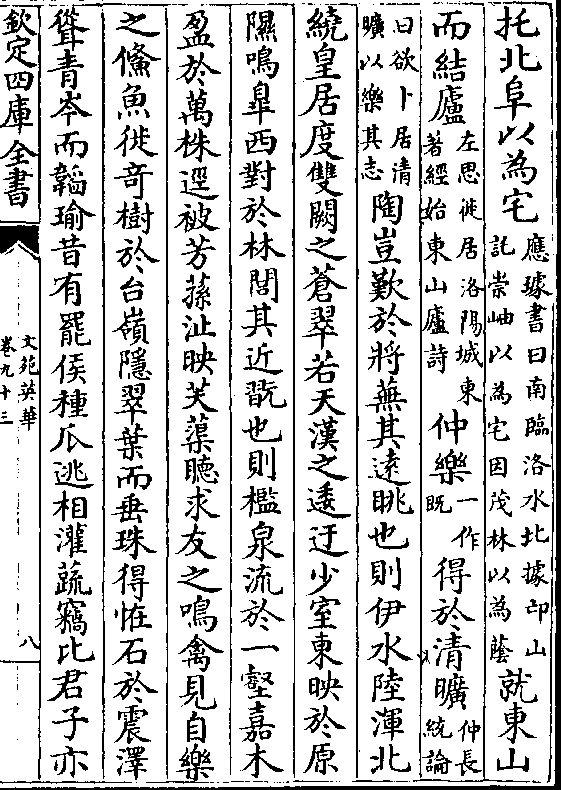 托北阜以為宅應璩書曰南臨洛水北據卭山託崇岫以為宅因茂林以為蔭就東山
而結廬左思徙居洛陽城東著經始東山廬詩仲樂一作既得於清曠仲長統論
曰欲卜居清曠以樂其志陶豈歎於將蕪其遠眺也則伊水陸渾北
繞皇居度雙闕之蒼翠若天漢之逶迂少室東映於原
隰鳴臯西對於林閭其近翫也則檻泉流於一壑嘉木
盈於萬株逕被芳蓀沚映芙蕖聽求友之鳴禽見自樂
之鯈魚徙竒樹於台嶺隱翠葉而垂珠得恠石於震澤
聳青岑而韜瑜昔有罷侯種瓜逃相灌蔬竊比君子亦
欽定四庫全書
文苑英華
卷九十三
八